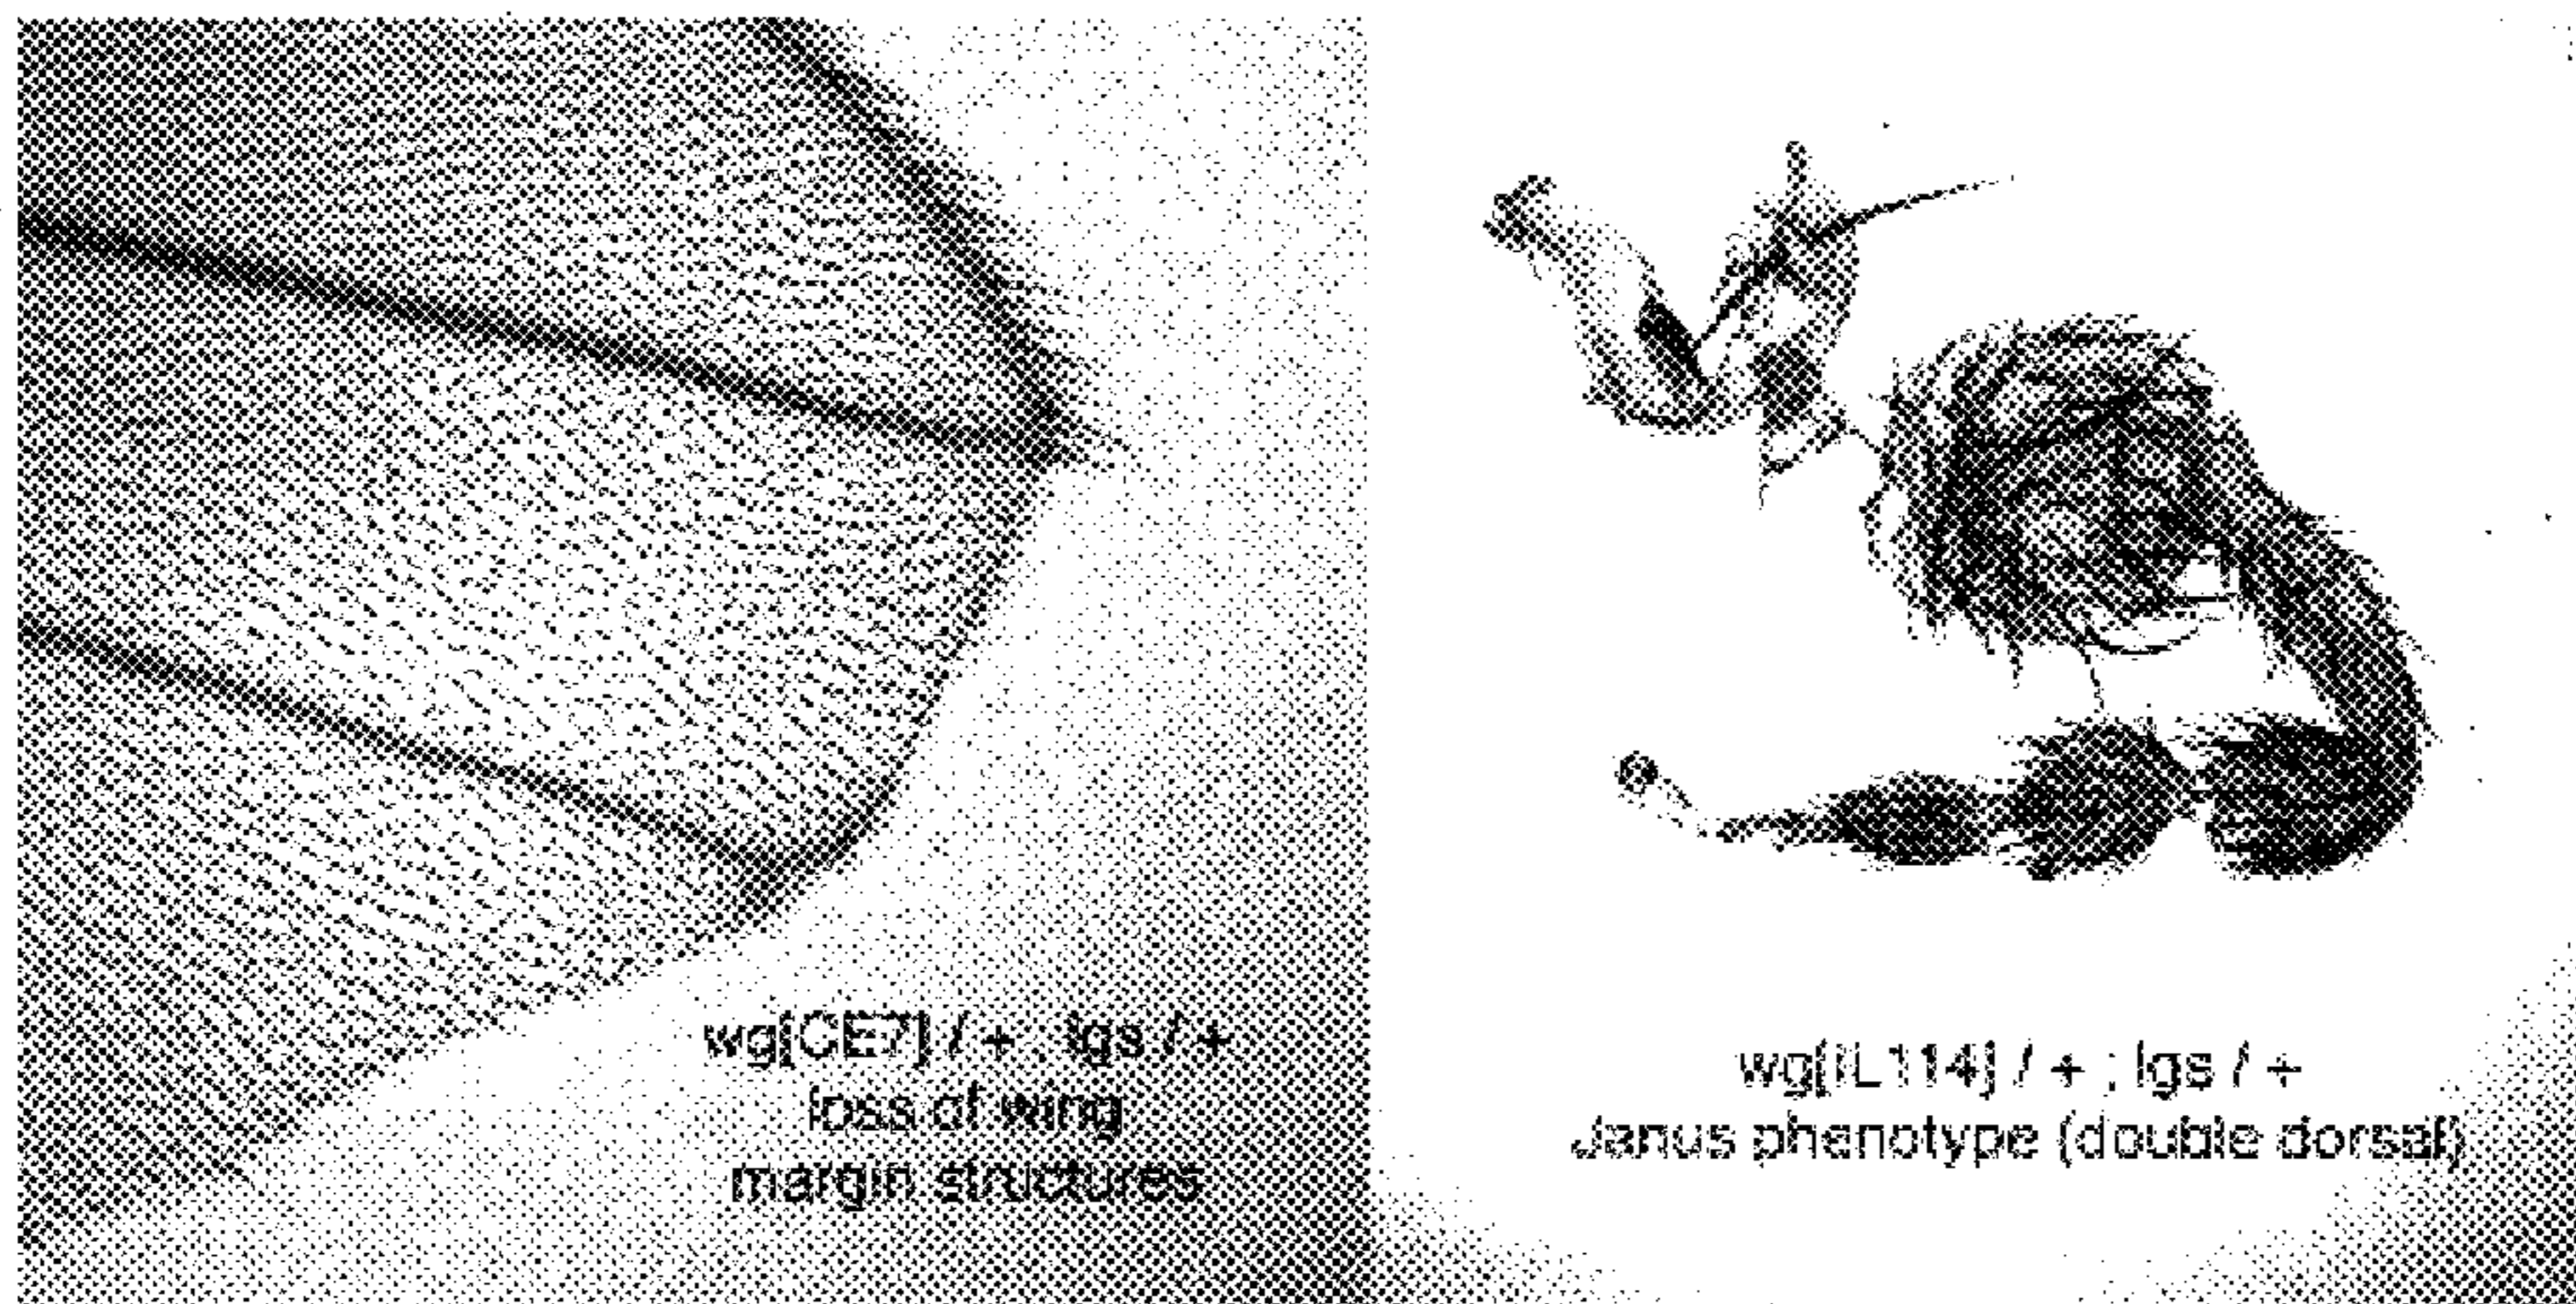 wg[CE7] / + ; lgs / +
loss of wing
margin structures
wg[IL114] / + ; lgs / +
Janus phenotype (double dorsal)